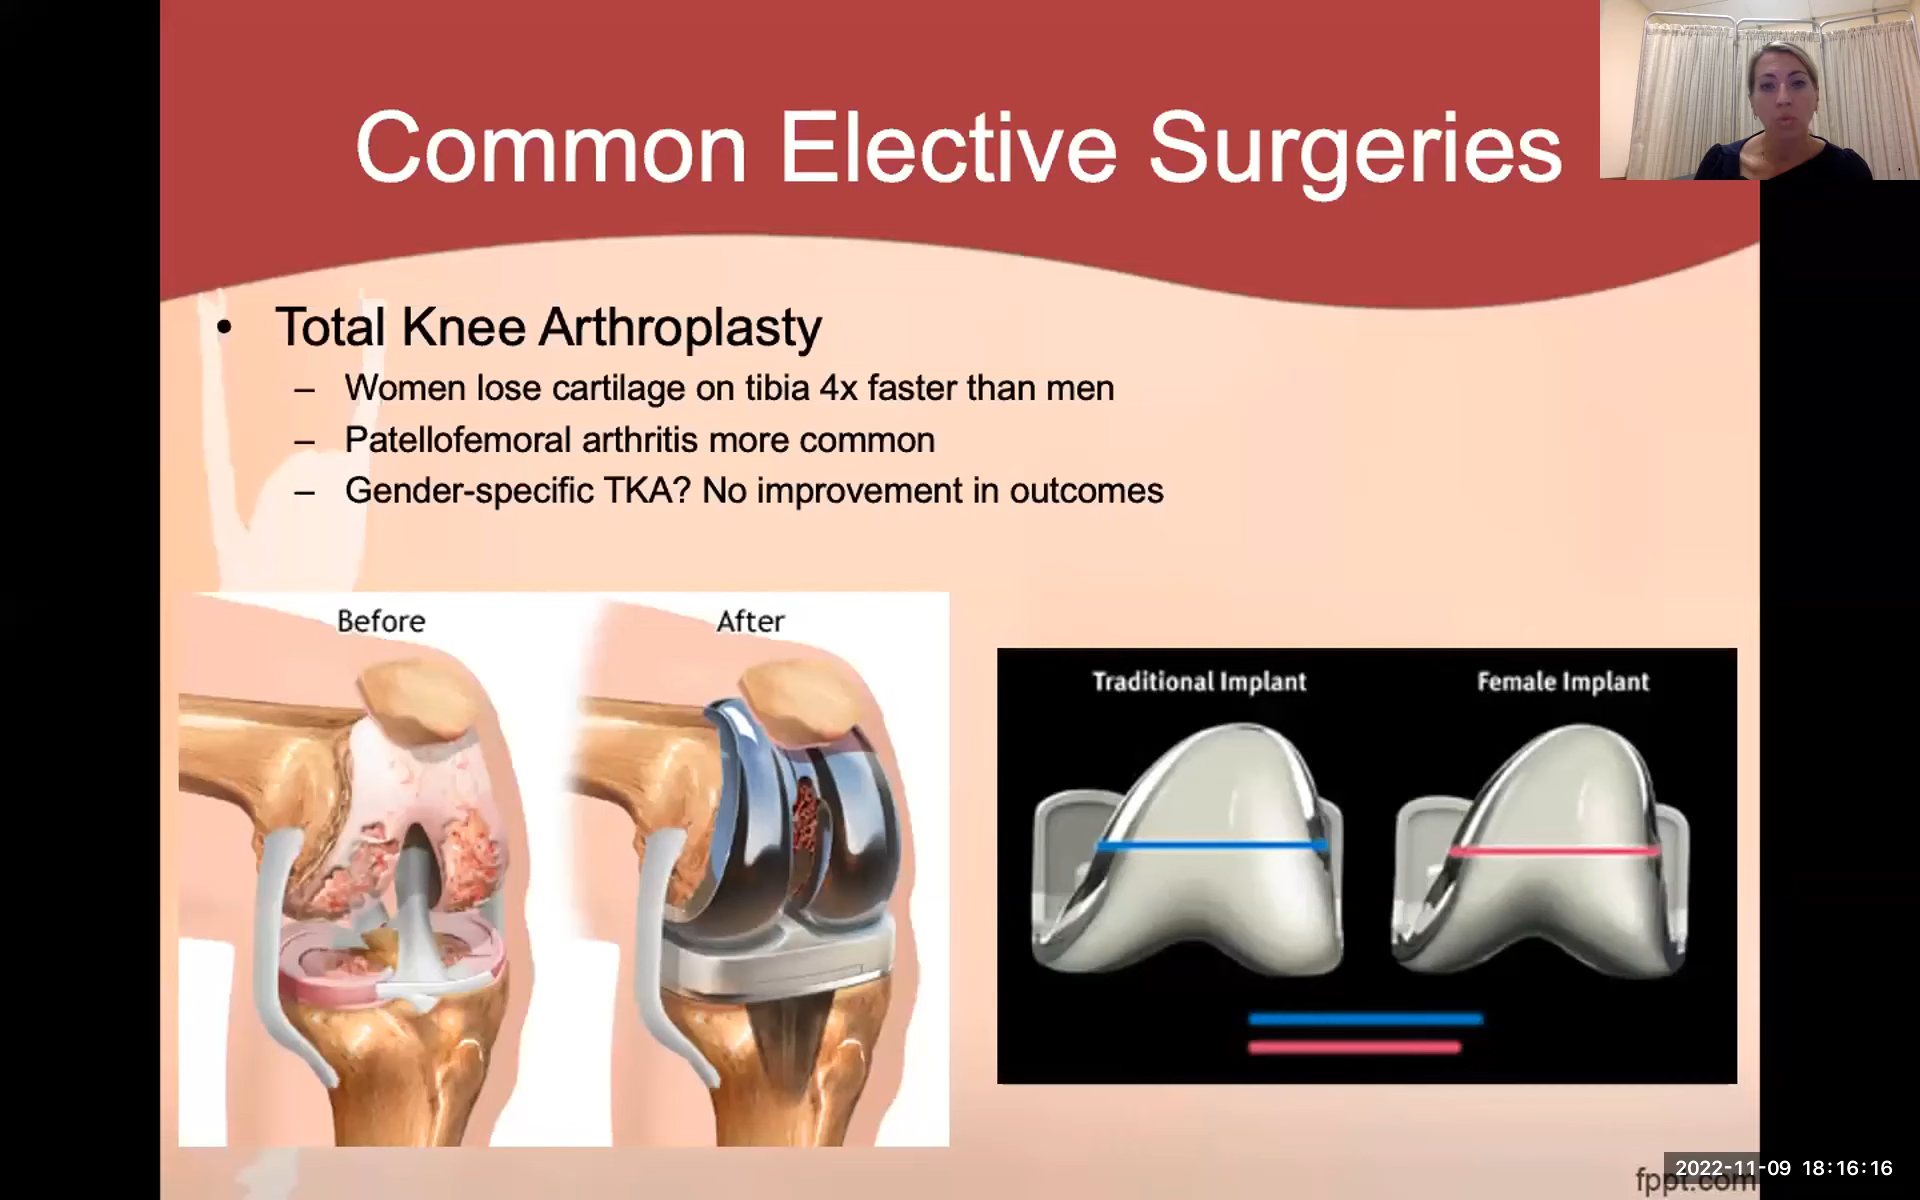 Common Elective Surgeries
• Total Knee Arthroplasty
– Women lose cartilage on tibia 4x faster than men
– Patellofemoral arthritis more common
– Gender-specific TKA? No improvement in outcomes
Before
After
Traditional Implant
Female Implant
2022-11-09 18:16:16
fppt.com